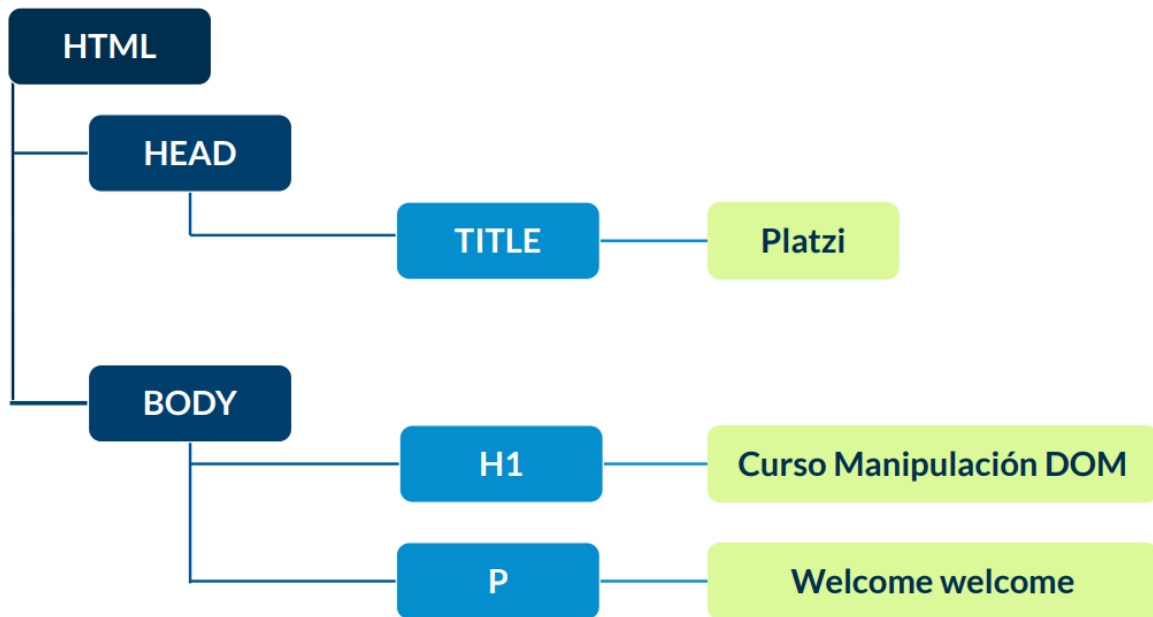 HTML
HEAD
TITLE
Platzi
BODY
H1
Curso Manipulación DOM
P
Welcome welcome